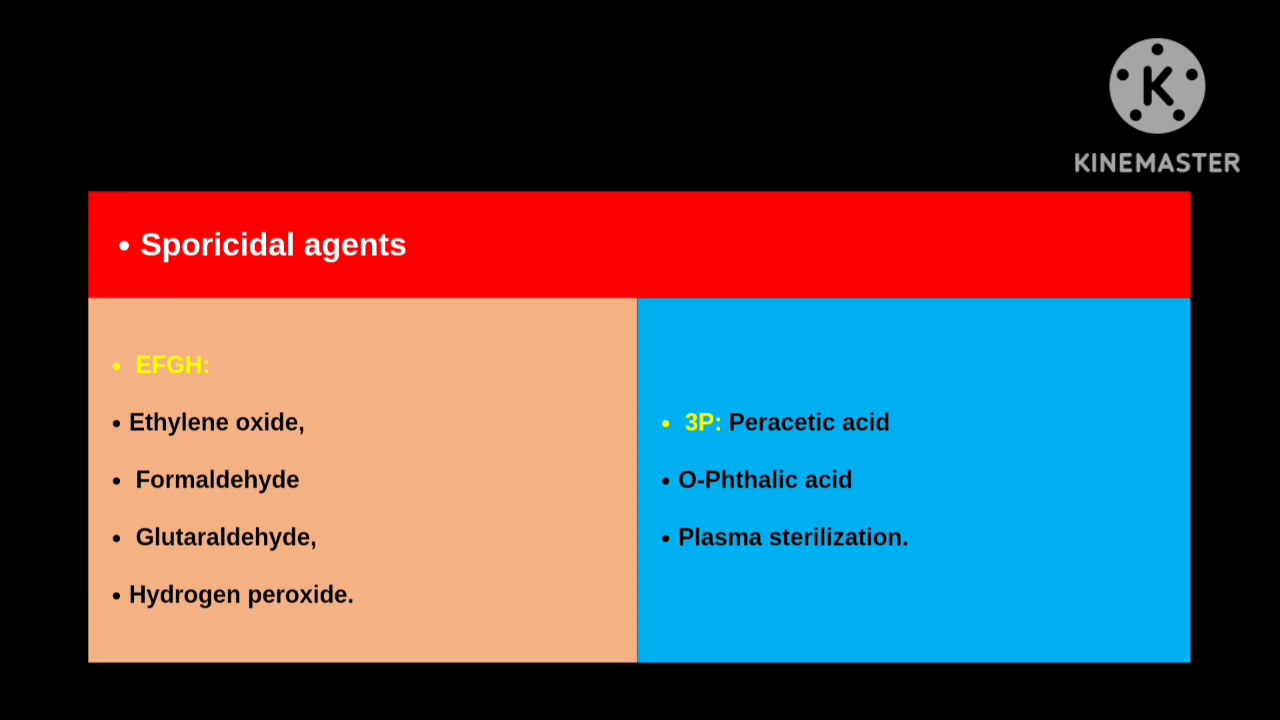 KINEMASTER
• Sporicidal agents
• EFGH:
• Ethylene oxide,
• Formaldehyde
• Glutaraldehyde,
• Hydrogen peroxide.
• 3P: Peracetic acid
• O-Phthalic acid
• Plasma sterilization.